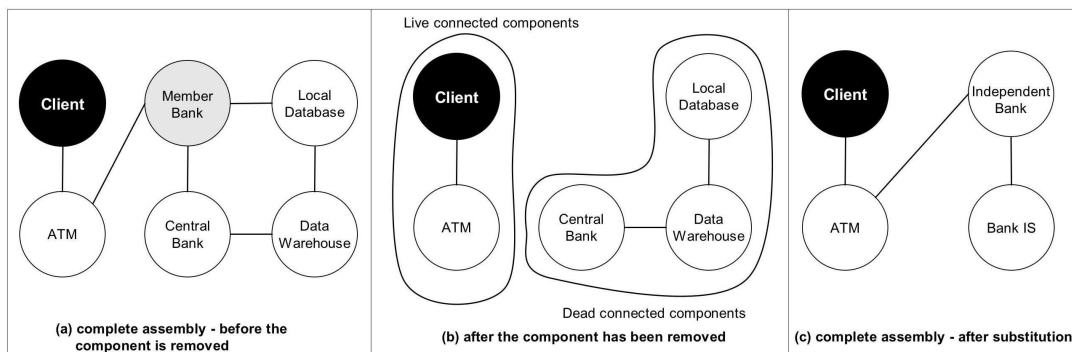 Client
Member
Bank
Local
Database
ATM
Central
Bank
Data
Warehouse
(a) complete assembly - before the
component is removed
Live connected components
Client
Local
Database
ATM
Central
Bank
Data
Warehouse
Dead connected components
(b) after the component has been removed
Client
Independent
Bank
ATM
Bank IS
(c) complete assembly - after substitution